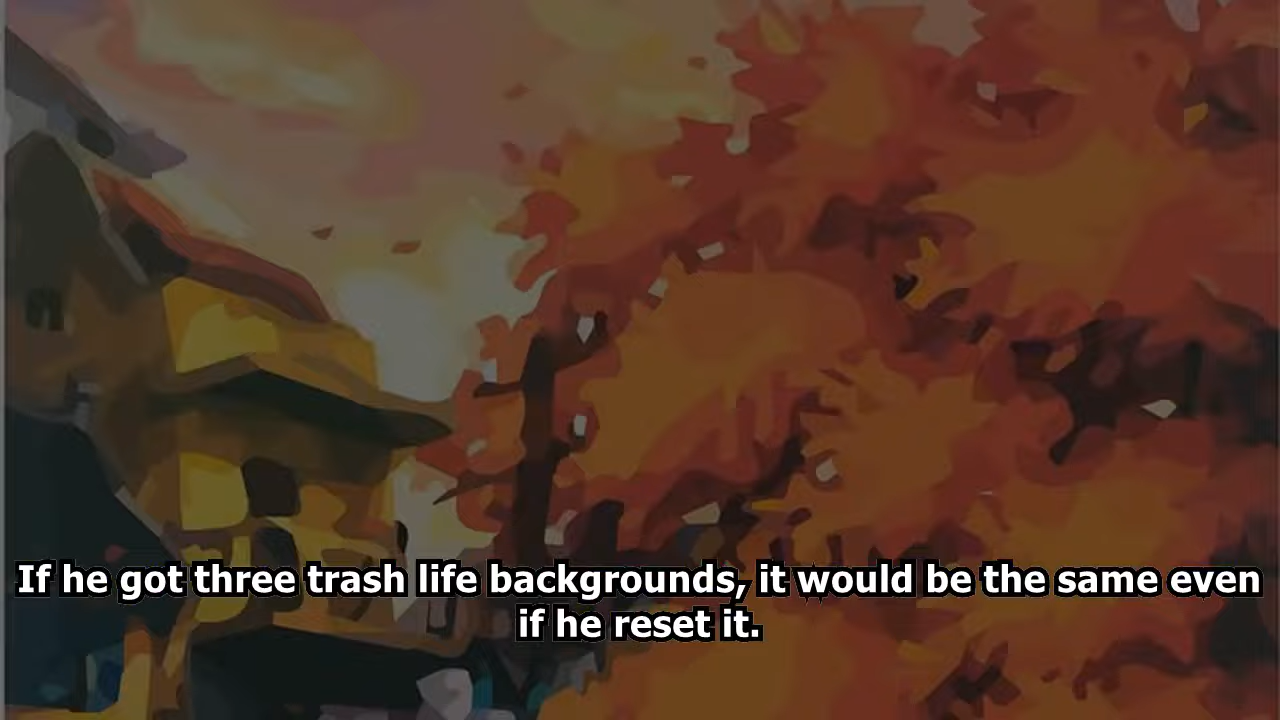 If he got three trash life backgrounds, it would be the same even
if he reset it.